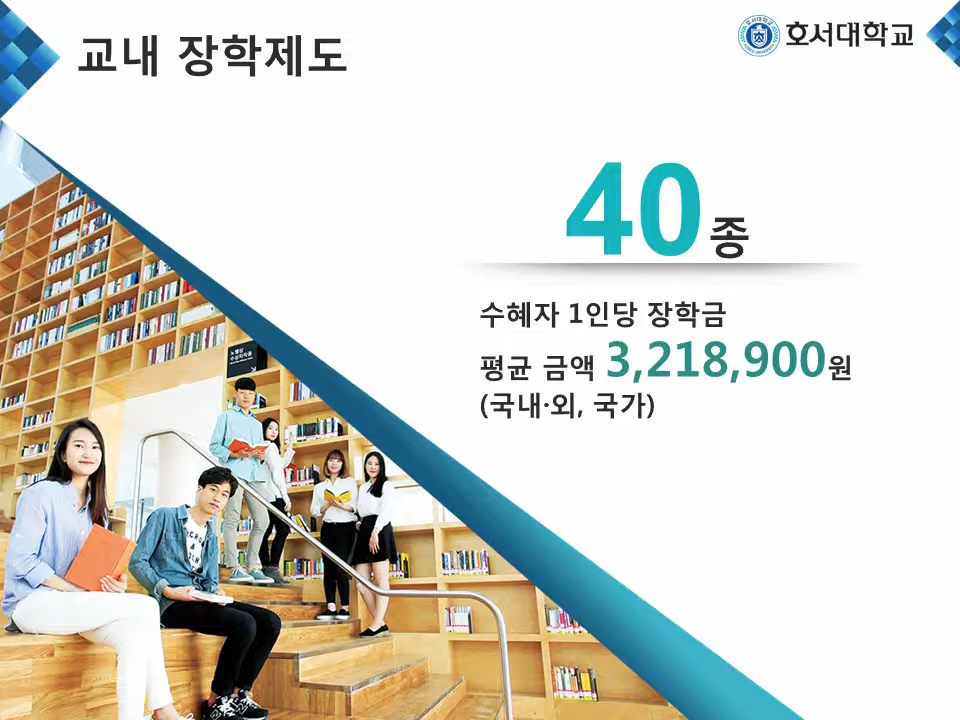 교내 장학제도
호서대학교
40종
수혜자 1인당 장학금
평균 금액 3,218,900원
(국내·외, 국가)